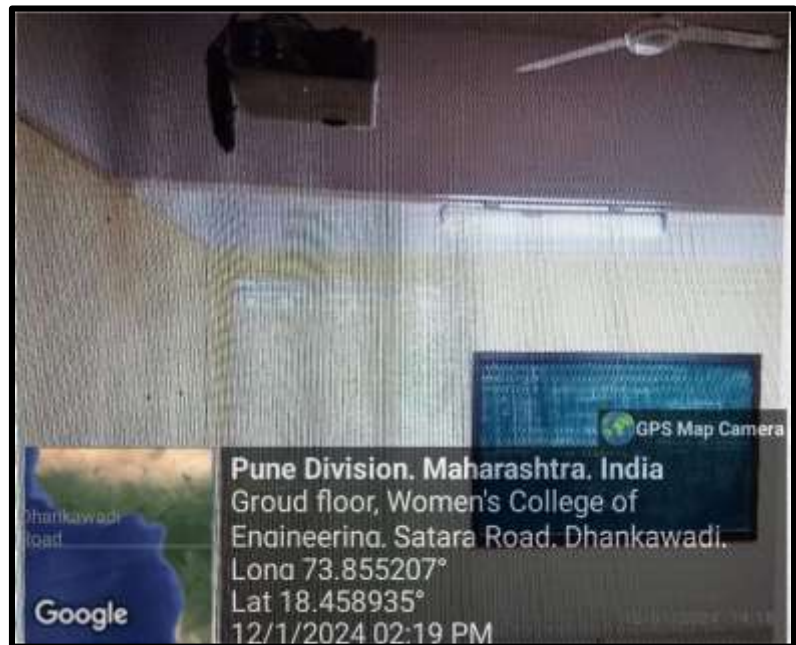 GPS Map Camera
Pune Division. Maharashtra. India
Groud floor, Women's College of
Engineering. Satara Road. Dhankawadi.
Long 73.855207°
Lat 18.458935°
12/1/2024 02:19 PM
Dhankawadi
Road
Google